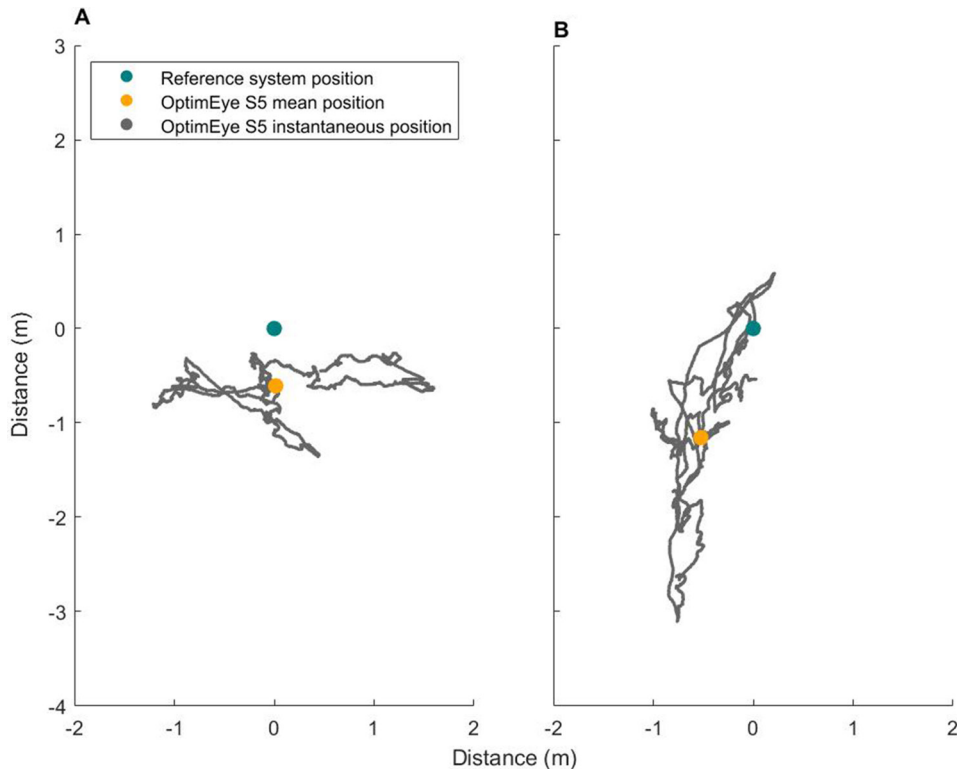 A
B
3
2
1
0
-1
-2
-3
-4
Reference system position
OptimEye S5 mean position
OptimEye S5 instantaneous position
Distance (m)
-2 -1 0 1 2
-2 -1 0 1 2
Distance (m)